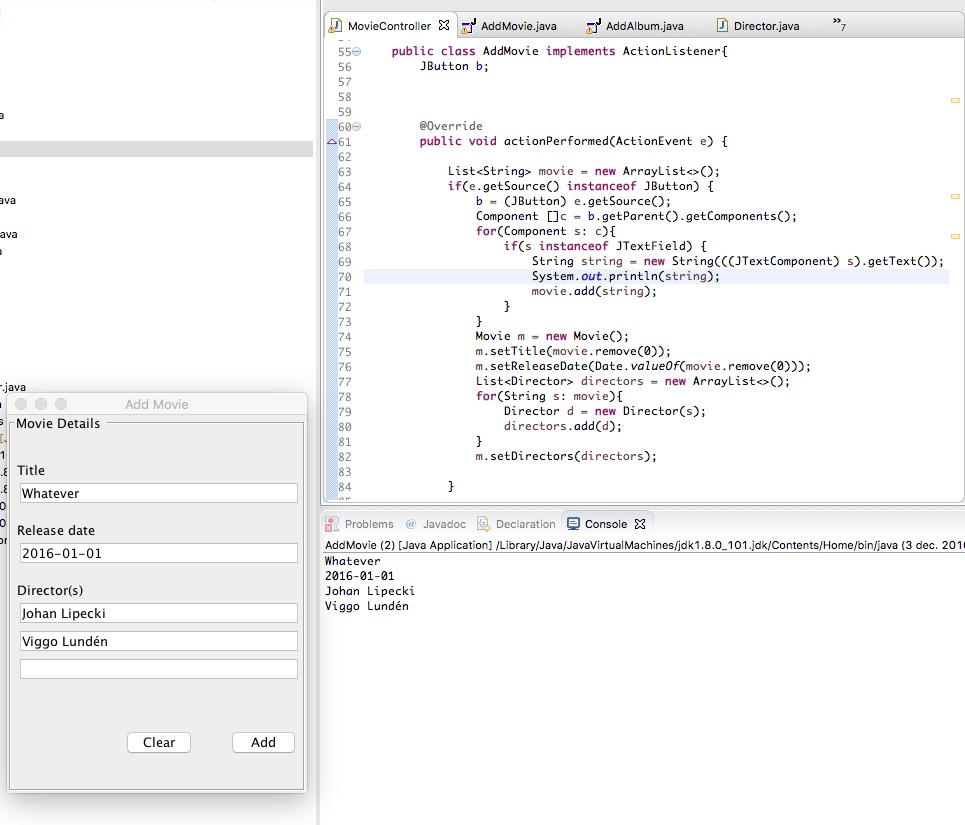 MovieController
AddMovie.java
AddAlbum.java
Director.java
7
55 public class AddMovie implements ActionListener{
56 JButton b;
57
58
59
60 @Override
61 public void actionPerformed(ActionEvent e) {
62
63 List<String> movie = new ArrayList<>();
64 if(e.getSource() instanceof JButton) {
65 b = (JButton) e.getSource();
66 Component []c = b.getParent().getComponents();
67 for(Component s: c){
68 if(s instanceof JTextField) {
69 String string = new String(((JTextComponent) s).getText());
70 System.out.println(string);
71 movie.add(string);
72 }
73 }
74 Movie m = new Movie();
75 m.setTitle(movie.remove(0));
76 m.setReleaseDate(Date.valueOf(movie.remove(0)));
77 List<Director> directors = new ArrayList<>();
78 for(String s: movie){
79 Director d = new Director(s);
80 directors.add(d);
81 }
82 m.setDirectors(directors);
83
84 }
Add Movie
Movie Details
Title
Whatever
Release date
2016-01-01
Director(s)
Johan Lipecki
Viggo Lundén
Clear
Add
Problems
@ Javadoc
Declaration
Console
AddMovie (2) [Java Application] /Library/Java/JavaVirtualMachines/jdk1.8.0_101.jdk/Contents/Home/bin/java (3 dec. 2016
Whatever
2016-01-01
Johan Lipecki
Viggo Lundén
ava
ava
r.java